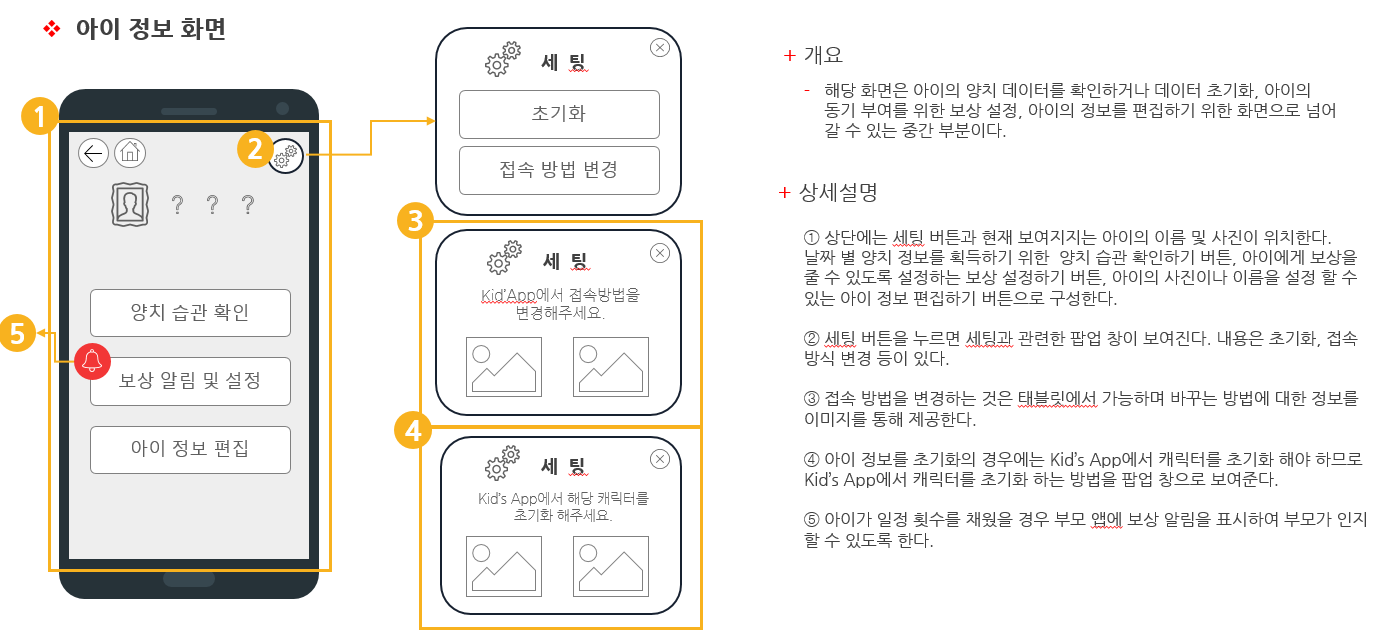 ❖ 아이 정보 화면
1
2
? ? ?
양치 습관 확인
5
보상 알림 및 설정
아이 정보 편집
세 팅
초기화
접속 방법 변경
3
세 팅
Kid'App에서 접속방법을
변경해주세요.
4
세 팅
Kid's App에서 해당 캐릭터를
초기화 해주세요.
+ 개요
- 해당 화면은 아이의 양치 데이터를 확인하거나 데이터 초기화, 아이의
동기 부여를 위한 보상 설정, 아이의 정보를 편집하기 위한 화면으로 넘어
갈 수 있는 중간 부분이다.
+ 상세설명
① 상단에는 세팅 버튼과 현재 보여지지는 아이의 이름 및 사진이 위치한다.
날짜 별 양치 정보를 획득하기 위한 양치 습관 확인하기 버튼, 아이에게 보상을
줄 수 있도록 설정하는 보상 설정하기 버튼, 아이의 사진이나 이름을 설정 할 수
있는 아이 정보 편집하기 버튼으로 구성한다.
② 세팅 버튼을 누르면 세팅과 관련한 팝업 창이 보여진다. 내용은 초기화, 접속
방식 변경 등이 있다.
③ 접속 방법을 변경하는 것은 태블릿에서 가능하며 바꾸는 방법에 대한 정보를
이미지를 통해 제공한다.
④ 아이 정보를 초기화의 경우에는 Kid's App에서 캐릭터를 초기화 해야 하므로
Kid's App에서 캐릭터를 초기화 하는 방법을 팝업 창으로 보여준다.
⑤ 아이가 일정 횟수를 채웠을 경우 부모 앱에 보상 알림을 표시하여 부모가 인지
할 수 있도록 한다.